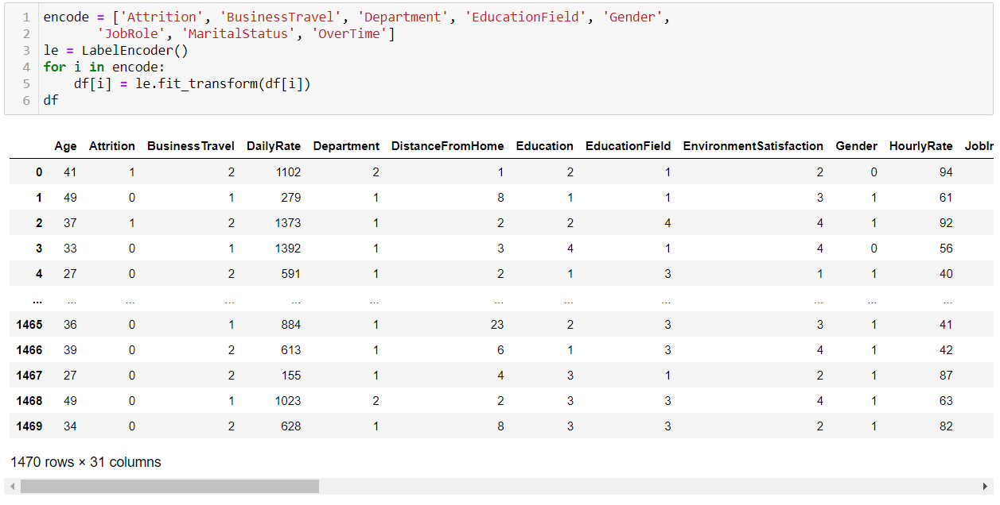 1 encode = ['Attrition', 'BusinessTravel', 'Department', 'EducationField', 'Gender',
2 'JobRole', 'MaritalStatus', 'OverTime']
3 le = LabelEncoder()
4 for i in encode:
5 df[i] = le.fit_transform(df[i])
6 df
Age Attrition BusinessTravel DailyRate Department DistanceFromHome Education EducationField EnvironmentSatisfaction Gender HourlyRate JobIn
0 41 1 2 1102 2 1 2 1 2 0 94
1 49 0 1 279 1 8 1 1 3 1 61
2 37 1 2 1373 1 2 2 4 4 1 92
3 33 0 1 1392 1 3 4 1 4 0 56
4 27 0 2 591 1 2 1 3 1 1 40
... ... ... ... ... ... ... ... ... ... ... ...
1465 36 0 1 884 1 23 2 3 3 1 41
1466 39 0 2 613 1 6 1 3 4 1 42
1467 27 0 2 155 1 4 3 1 2 1 87
1468 49 0 1 1023 2 2 3 3 4 1 63
1469 34 0 2 628 1 8 3 3 2 1 82
1470 rows × 31 columns